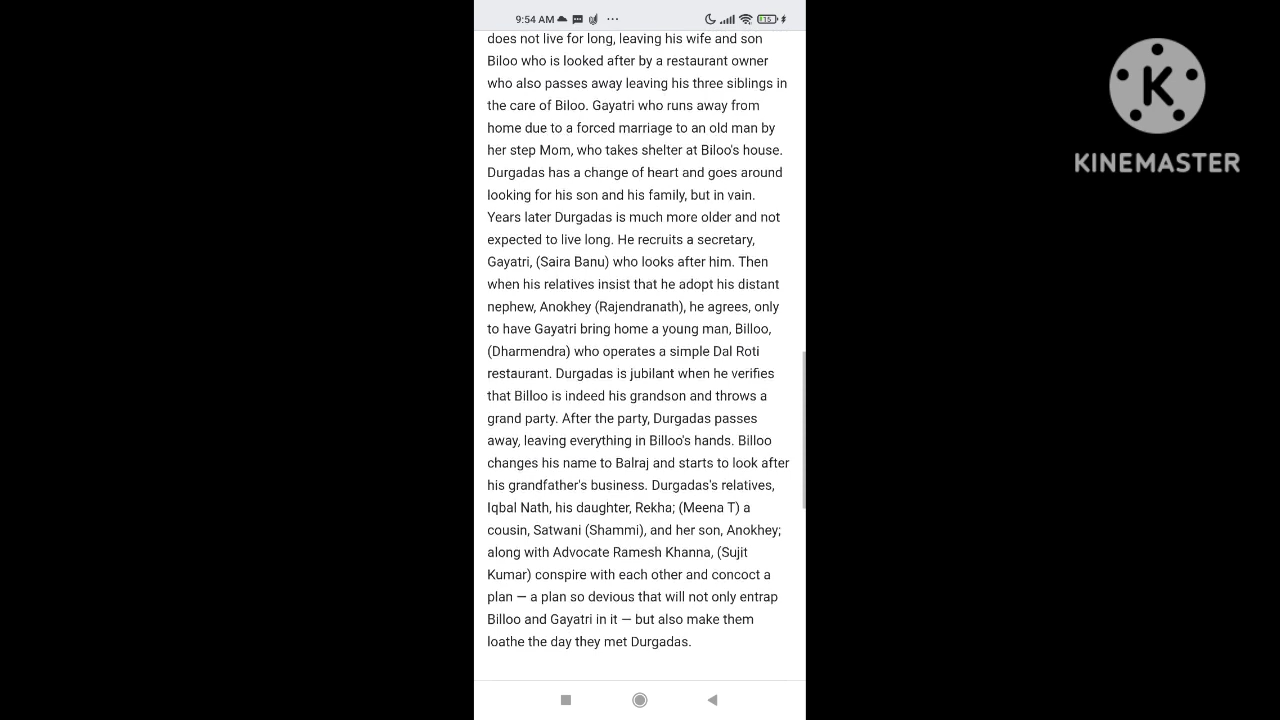 9:54 AM
15
does not live for long, leaving his wife and son
Biloo who is looked after by a restaurant owner
who also passes away leaving his three siblings in
the care of Biloo. Gayatri who runs away from
home due to a forced marriage to an old man by
her step Mom, who takes shelter at Biloo's house.
Durgadas has a change of heart and goes around
looking for his son and his family, but in vain.
Years later Durgadas is much more older and not
expected to live long. He recruits a secretary,
Gayatri, (Saira Banu) who looks after him. Then
when his relatives insist that he adopt his distant
nephew, Anokhey (Rajendranath), he agrees, only
to have Gayatri bring home a young man, Billoo,
(Dharmendra) who operates a simple Dal Roti
restaurant. Durgadas is jubilant when he verifies
that Billoo is indeed his grandson and throws a
grand party. After the party, Durgadas passes
away, leaving everything in Billoo's hands. Billoo
changes his name to Balraj and starts to look after
his grandfather's business. Durgadas's relatives,
Iqbal Nath, his daughter, Rekha; (Meena T) a
cousin, Satwani (Shammi), and her son, Anokhey;
along with Advocate Ramesh Khanna, (Sujit
Kumar) conspire with each other and concoct a
plan — a plan so devious that will not only entrap
Billoo and Gayatri in it — but also make them
loathe the day they met Durgadas.
K
KINEMASTER